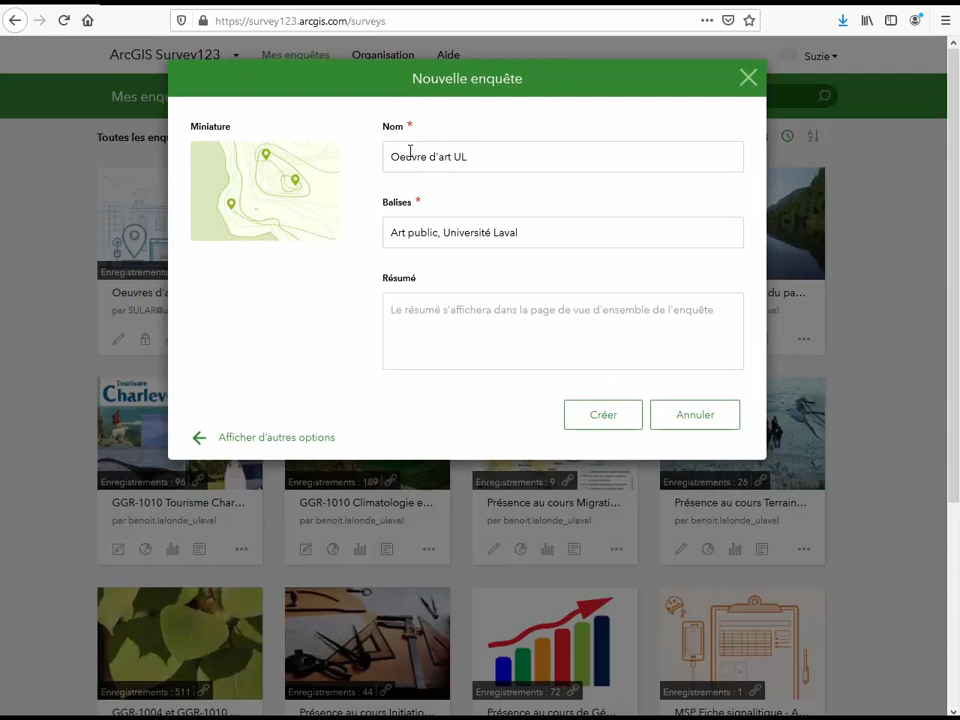 https://survey123.arcgis.com/surveys
ArcGIS Survey123
Mes enquêtes
Organisation
Aide
Suzie
Nouvelle enquête
Mes enq
Toutes les enq
Miniature
Nom *
Oeuvre d'art UL
Balises *
Art public, Université Laval
Résumé
Le résumé s'affichera dans la page de vue d'ensemble de l'enquête
Créer
Annuler
Afficher d'autres options
Enregistrements
Oeuvres d'a
par SULAR@u
du pa...
aval
Tourisme
Charlev
Enregistrements : 96
Enregistrements : 189
Enregistrements : 9
Enregistrements : 26
GGR-1010 Tourisme Char...
GGR-1010 Climatologie e...
Présence au cours Migrati...
Présence au cours Terrain...
par benoit.lalonde_ulaval
par benoit.lalonde_ulaval
par benoit.lalonde_ulaval
par benoit.lalonde_ulaval
Enregistrements : 511
Enregistrements : 44
Enregistrements : 72
Enregistrements : 1
GGR-1004 et GGR-1010
Présence au cours Initiatio...
Présence au cours de Gé...
MSP Fiche signalitique - A...